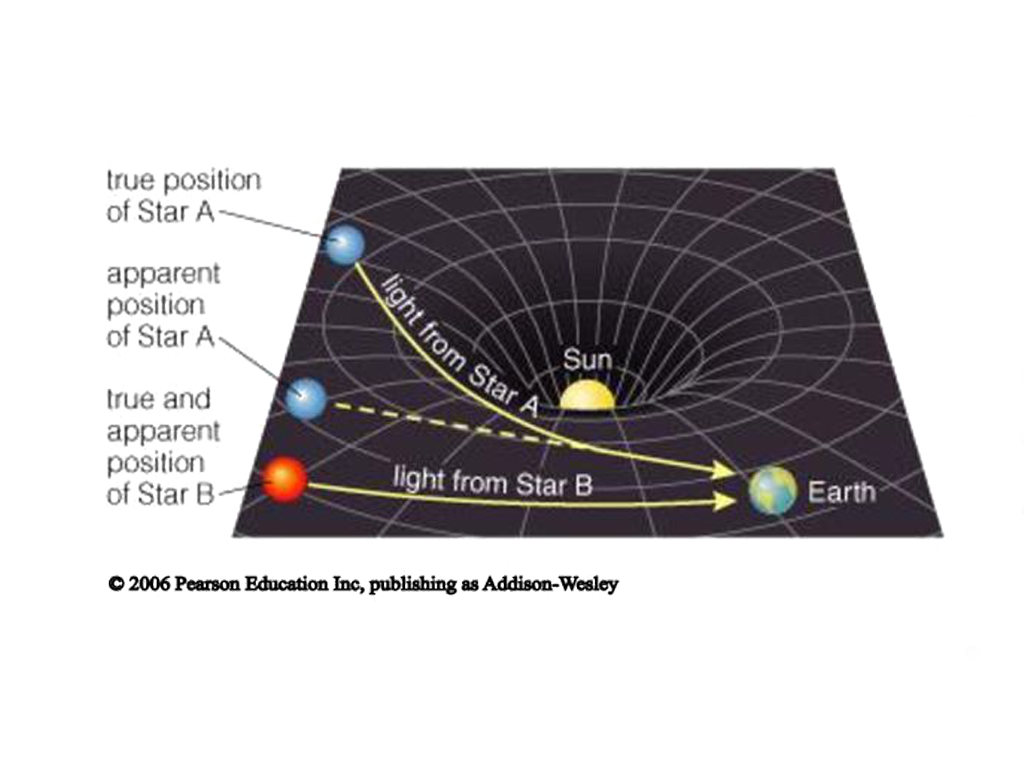 true position
of Star A
apparent
position
of Star A
true and
apparent
position
of Star B
light from Star A
Sun
light from Star B
Earth
© 2006 Pearson Education Inc, publishing as Addison-Wesley